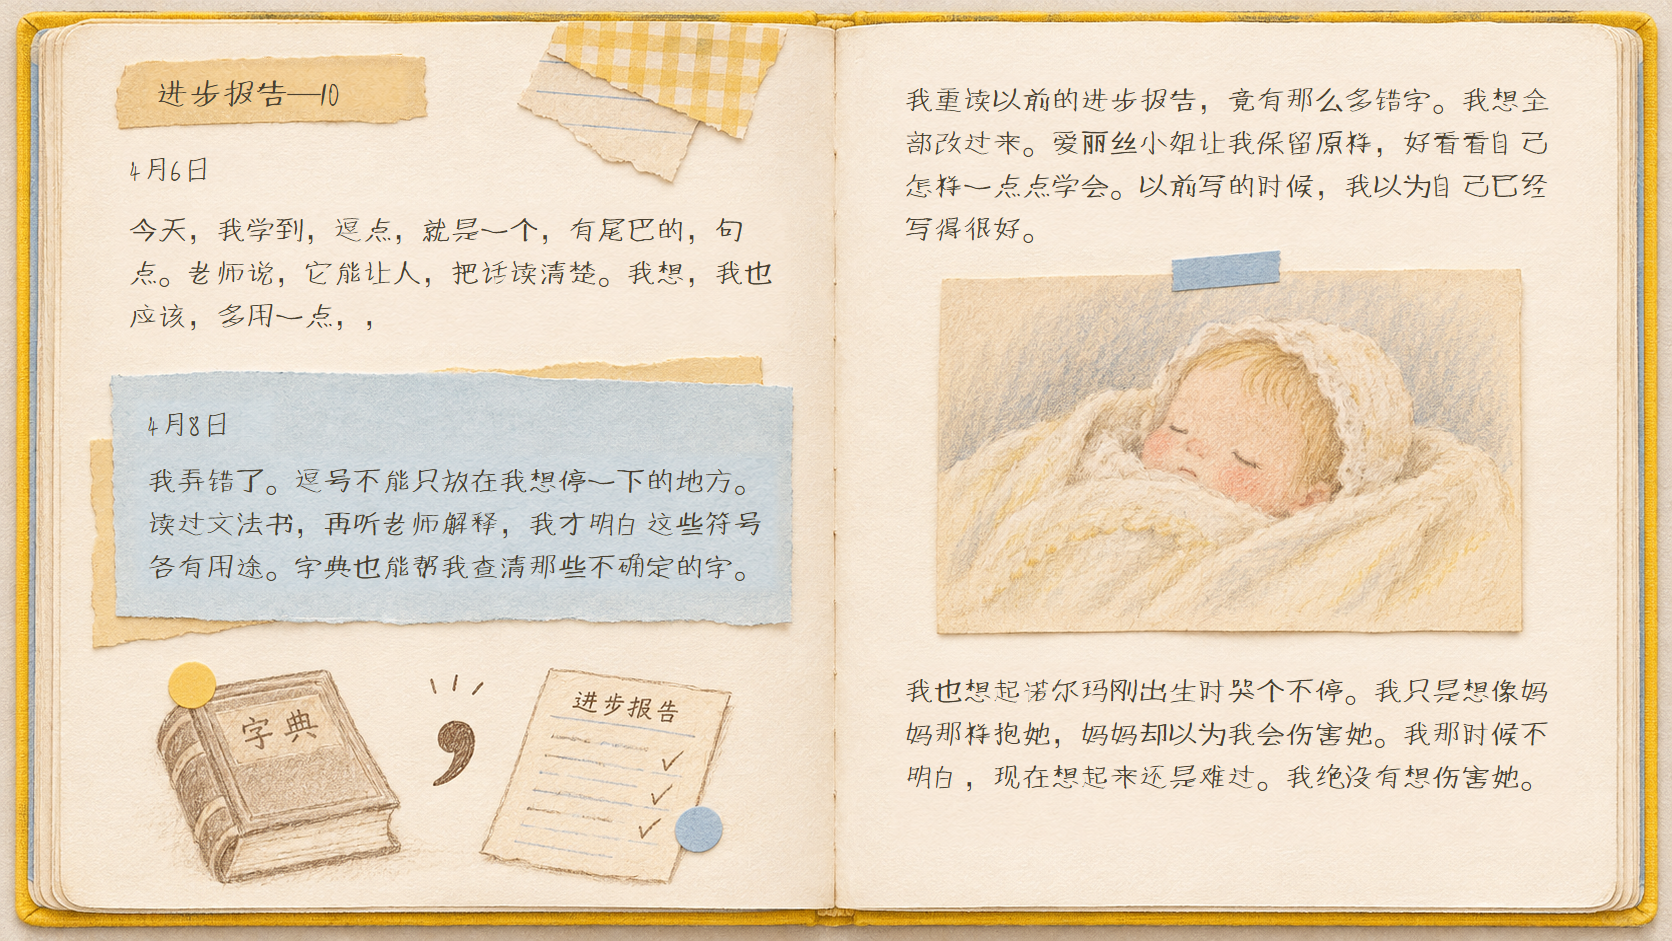 进步报告—10
4月6日
今天，我学到，逗点，就是一个，有尾巴的，句
点。老师说，它能让人，把话读清楚。我想，我也
应该，多用一点，，
4月8日
我弄错了。逗号不能只放在我想停一下的地方。
读过文法书，再听老师解释，我才明白这些符号
各有用途。字典也能帮我查清那些不确定的字。
字典
，
进步报告
我重读以前的进步报告，竟有那么多错字。我想全
部改过来。爱丽丝小姐让我保留原样，好看看自己
怎样一点点学会。以前写的时候，我以为自己已经
写得很好。
我也想起诺尔玛刚出生时哭个不停。我只是想像妈
妈那样抱她，妈妈却以为我会伤害她。我那时候不
明白，现在想起来还是难过。我绝没有想伤害她。